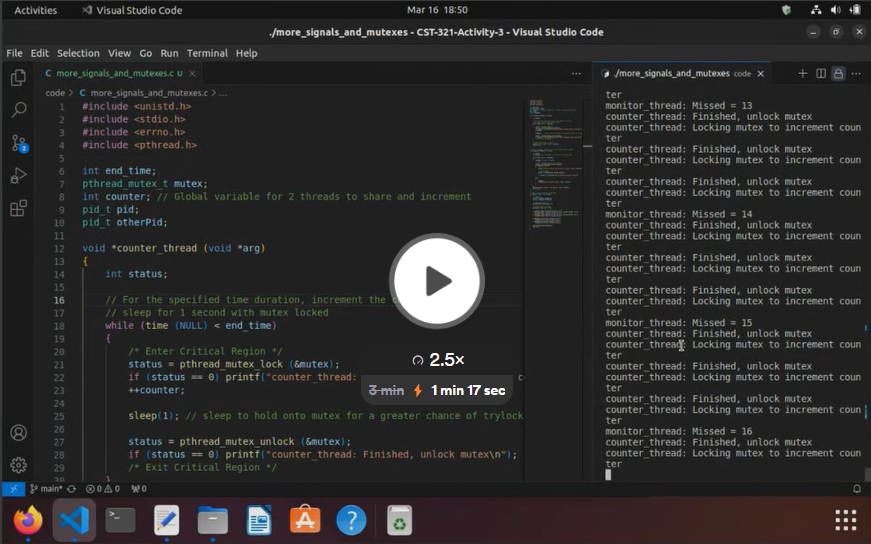 Activities
Visual Studio Code
Mar 16 18:50
./more_signals_and_mutexes - CST-321-Activity-3 - Visual Studio Code
File Edit Selection View Go Run Terminal Help
C more_signals_and_mutexes.c U
code > C more_signals_and_mutexes.c > ...
1 #include <unistd.h>
2 #include <stdio.h>
3 #include <errno.h>
4 #include <pthread.h>
5
6 int end_time;
7 pthread_mutex_t mutex;
8 int counter; // Global variable for 2 threads to share and increment
9 pid_t pid;
10 pid_t otherPid;
11
12 void *counter_thread (void *arg)
13 {
14 int status;
15
16 // For the specified time duration, increment the c
17 // sleep for 1 second with mutex locked
18 while (time (NULL) < end_time)
19 {
20 /* Enter Critical Region */
21 status = pthread_mutex_lock (&mutex);
22 if (status == 0) printf("counter_thread: c
23 ++counter;
24
25 sleep(1); // sleep to hold onto mutex for a greater chance of trylock
26
27 status = pthread_mutex_unlock (&mutex);
28 if (status == 0) printf("counter_thread: Finished, unlock mutex\n");
29 /* Exit Critical Region */
30 }
2.5×
3 min 1 min 17 sec
./more_signals_and_mutexes code
ter
monitor_thread: Missed = 13
counter_thread: Finished, unlock mutex
counter_thread: Locking mutex to increment coun
ter
counter_thread: Finished, unlock mutex
counter_thread: Locking mutex to increment coun
ter
counter_thread: Finished, unlock mutex
counter_thread: Locking mutex to increment coun
ter
monitor_thread: Missed = 14
counter_thread: Finished, unlock mutex
counter_thread: Locking mutex to increment coun
ter
counter_thread: Finished, unlock mutex
counter_thread: Locking mutex to increment coun
ter
counter_thread: Finished, unlock mutex
counter_thread: Locking mutex to increment coun
ter
monitor_thread: Missed = 15
counter_thread: Finished, unlock mutex
counter_thread: Locking mutex to increment coun
ter
counter_thread: Finished, unlock mutex
counter_thread: Locking mutex to increment coun
ter
counter_thread: Finished, unlock mutex
counter_thread: Locking mutex to increment coun
ter
monitor_thread: Missed = 16
counter_thread: Finished, unlock mutex
counter_thread: Locking mutex to increment coun
ter
main* 0 0 0